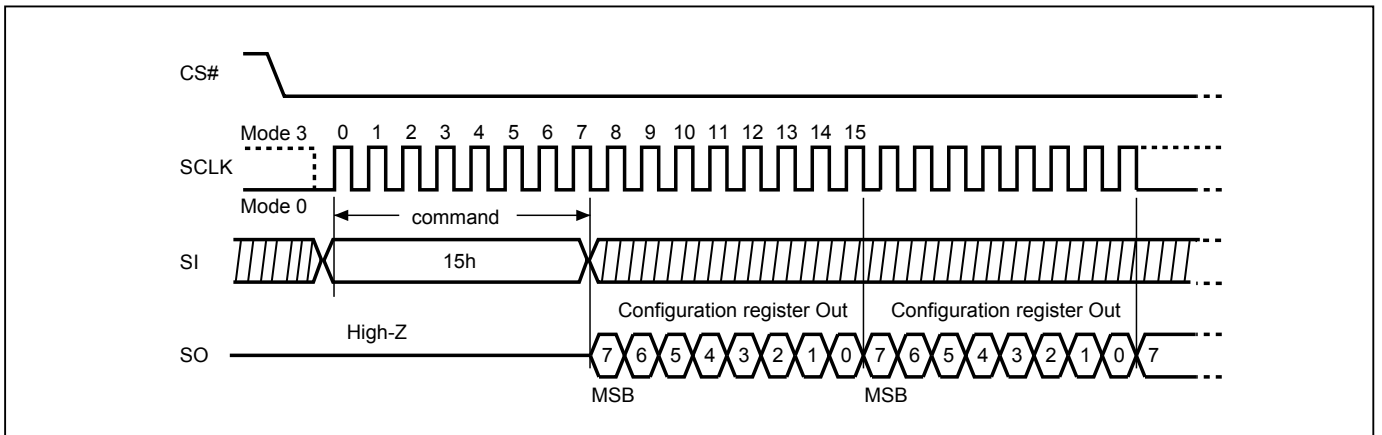 CS#
Mode 3 0 1 2 3 4 5 6 7 8 9 10 11 12 13 14 15
SCLK
Mode 0
command
SI 15h
Configuration register Out Configuration register Out
High-Z
SO 7 6 5 4 3 2 1 0 7 6 5 4 3 2 1 0 7
MSB MSB